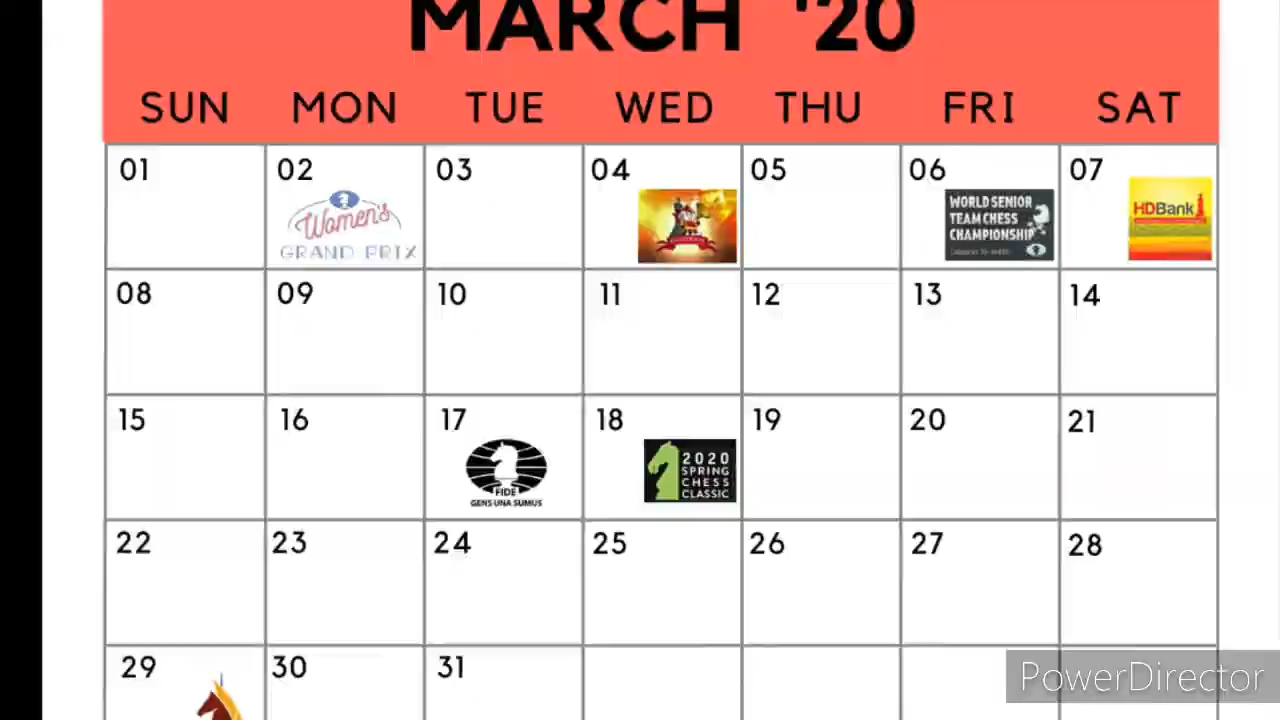 MARCH '20
SUN MON TUE WED THU FRI SAT
01 02 03 04 05 06 07
Women's
GRAND PRIX
WORLD SENIOR
TEAM CHESS
CHAMPIONSHIP
HDBank
08 09 10 11 12 13 14
15 16 17 18 19 20 21
FIDE
GENS UNA SUMUS
2020
SPRING
CHESS
CLASSIC
22 23 24 25 26 27 28
29 30 31
PowerDirector